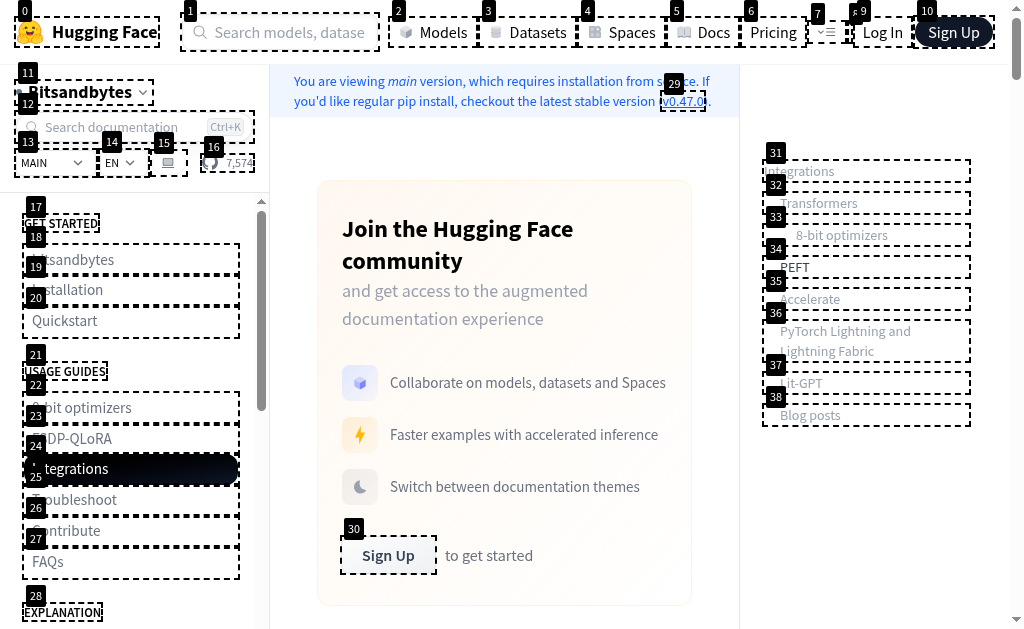 0
1
2
3
4
5
6
7
9
10
Hugging Face
Search models, datase
Models
Datasets
Spaces
Docs
Pricing
Log In
Sign Up
11
Bitsandbytes
12
Search documentation
Ctrl+K
13
14
15
16
MAIN
EN
7,574
You are viewing main version, which requires installation from source. If
29
you'd like regular pip install, checkout the latest stable version (v0.47.0).
17
GET STARTED
18
bitsandbytes
19
Installation
20
Quickstart
21
USAGE GUIDES
22
8-bit optimizers
23
FSDP-QLoRA
24
Integrations
25
Troubleshoot
26
Contribute
27
FAQs
28
EXPLANATION
Join the Hugging Face
community
and get access to the augmented
documentation experience
Collaborate on models, datasets and Spaces
Faster examples with accelerated inference
Switch between documentation themes
30
Sign Up
to get started
31
Integrations
32
Transformers
33
8-bit optimizers
34
PEFT
35
Accelerate
36
PyTorch Lightning and
Lightning Fabric
37
Lit-GPT
38
Blog posts